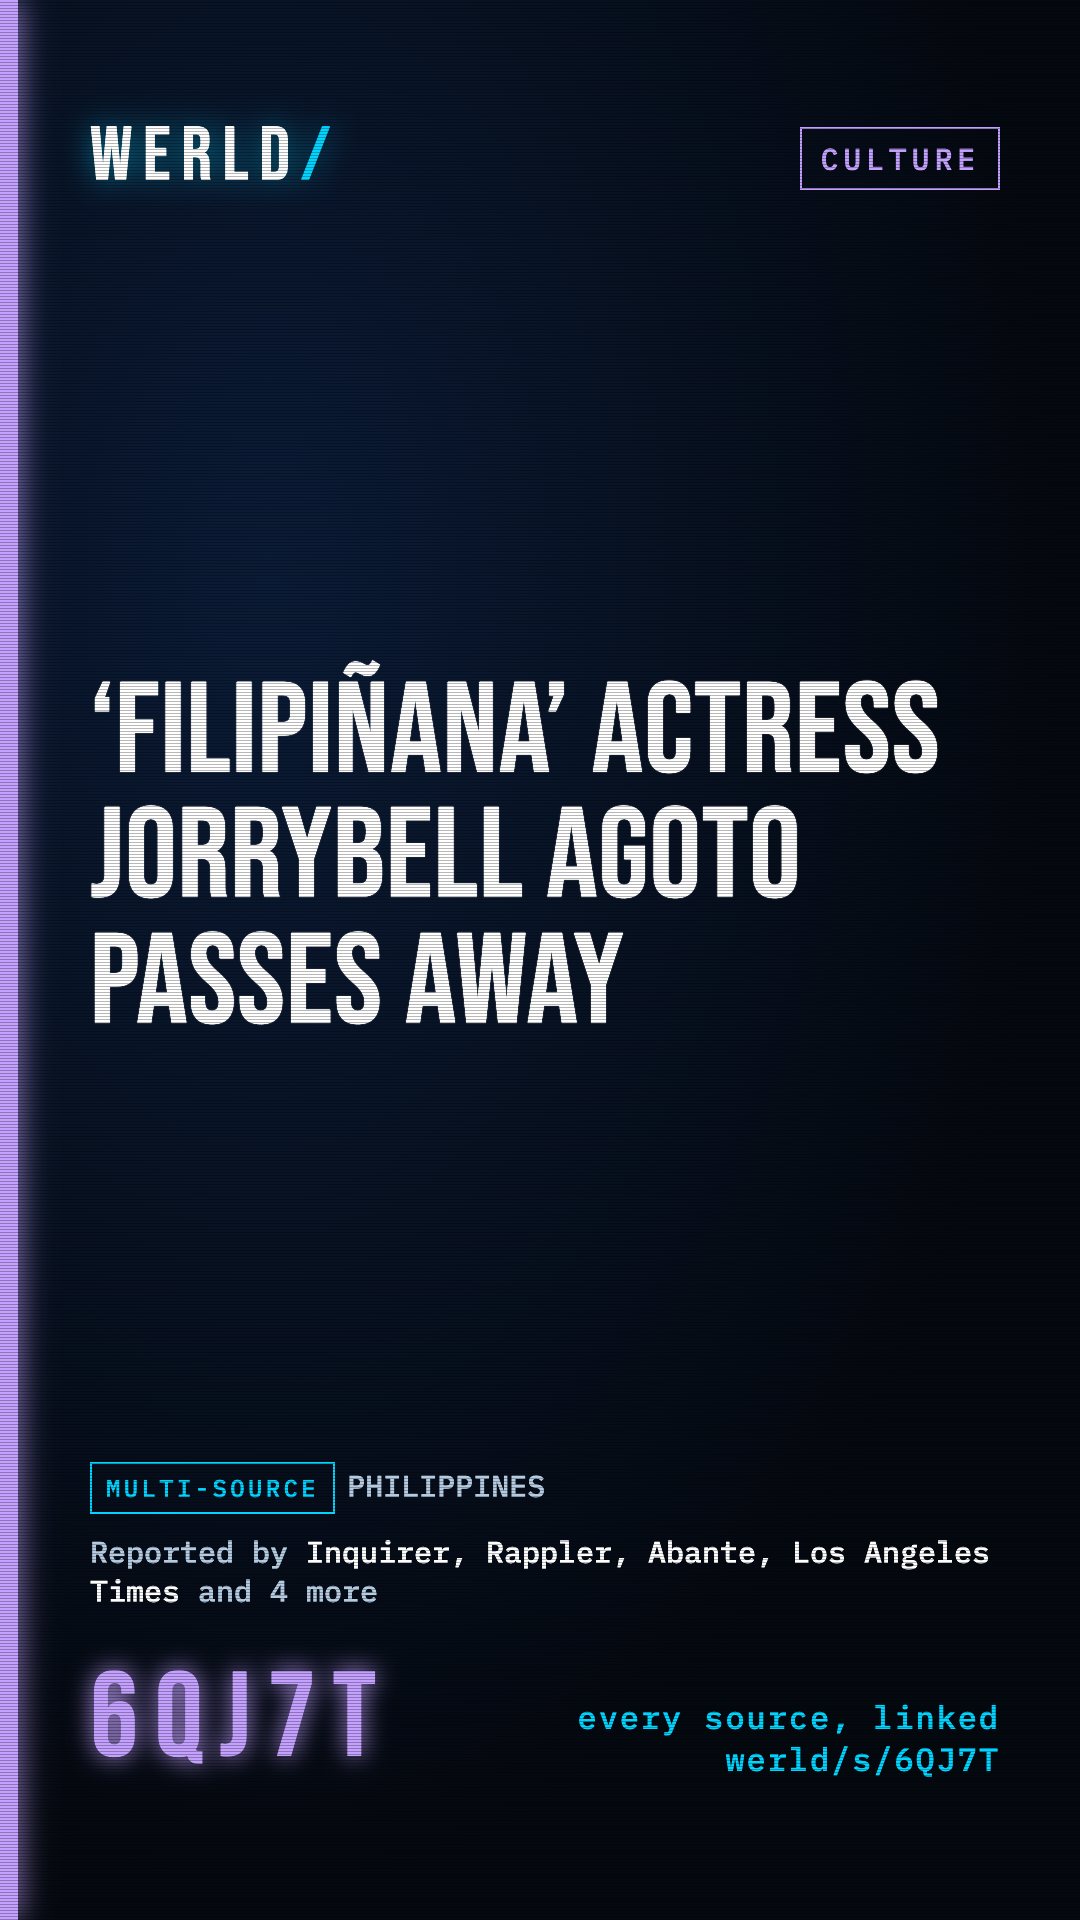 WERLD/
CULTURE
‘FILIPIÑANA’ ACTRESS
JORRYBELL AGOTO
PASSES AWAY
MULTI-SOURCE PHILIPPINES
Reported by Inquirer, Rappler, Abante, Los Angeles
Times and 4 more
6QJ7T
every source, linked
werld/s/6QJ7T